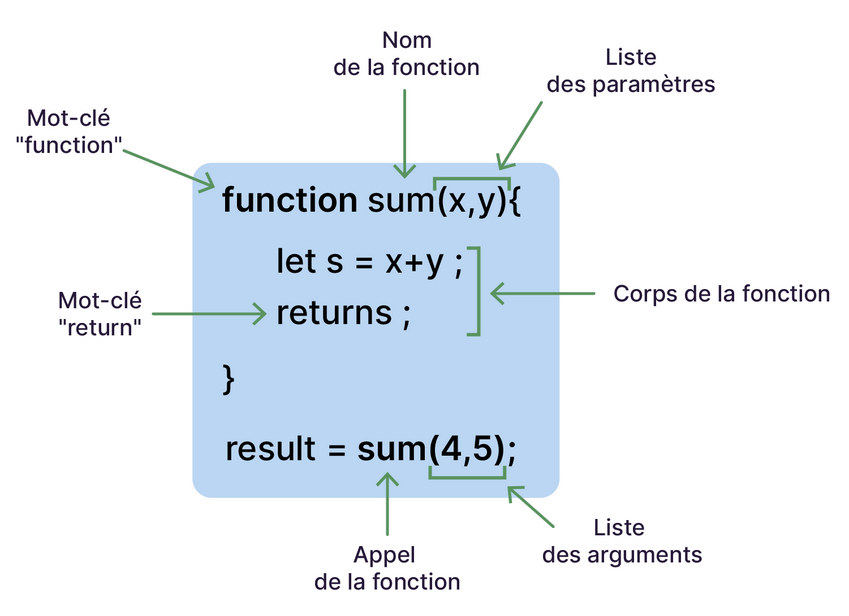 Nom
de la fonction
Liste
des paramètres
Mot-clé
"function"
function sum(x,y){
let s = x+y ;
returns ;
Mot-clé
"return"
Corps de la fonction
}
result = sum(4,5);
Appel
de la fonction
Liste
des arguments